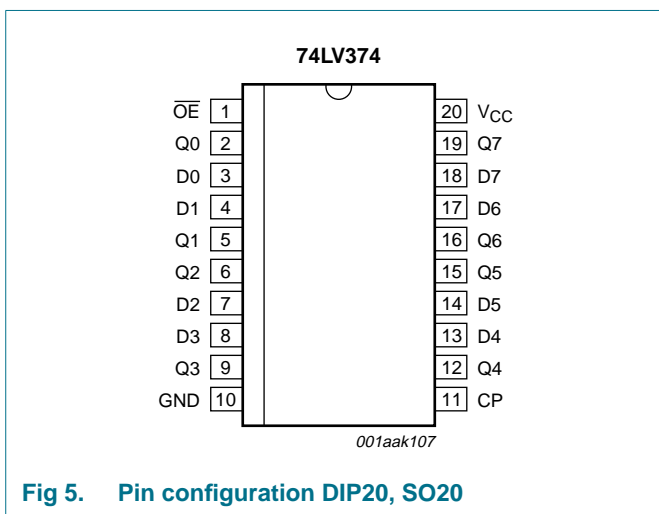 74LV374
O̅E̅ 1 20 VCC
Q0 2 19 Q7
D0 3 18 D7
D1 4 17 D6
Q1 5 16 Q6
Q2 6 15 Q5
D2 7 14 D5
D3 8 13 D4
Q3 9 12 Q4
GND 10 11 CP
001aak107
Fig 5. Pin configuration DIP20, SO20